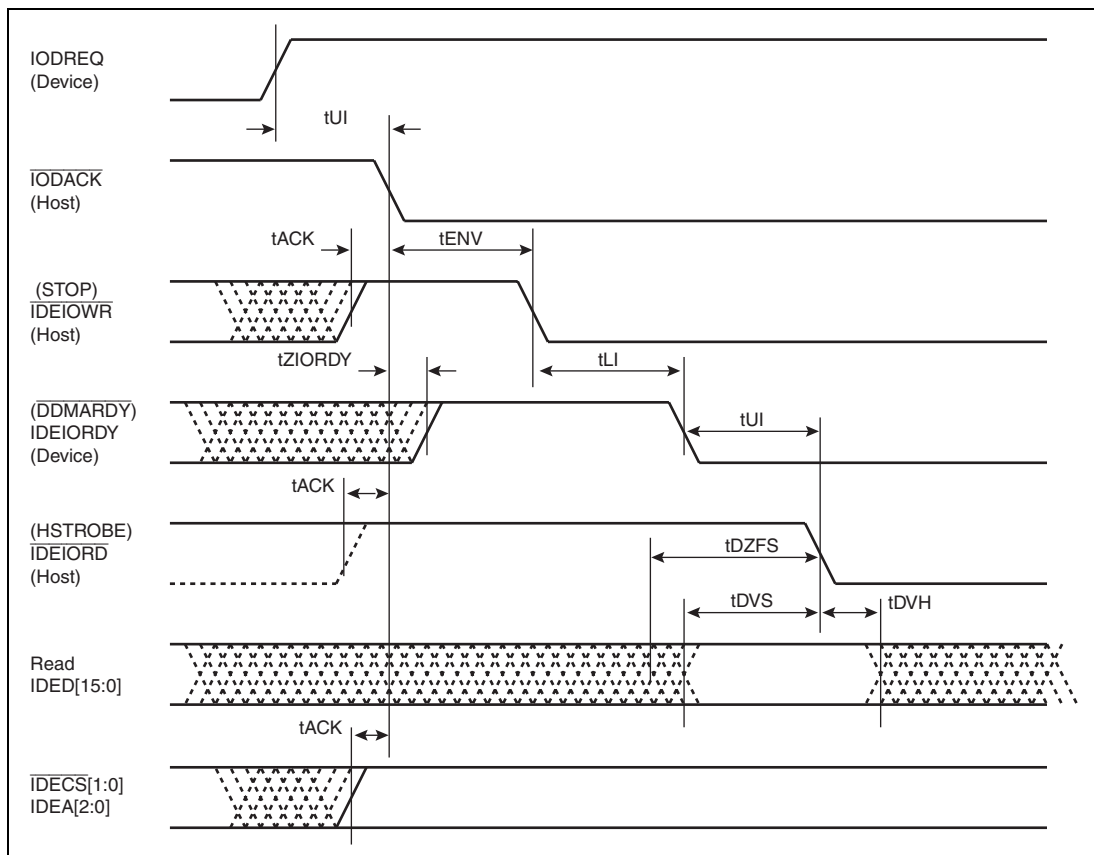 IODREQ
(Device)
tUI
IODACK
(Host)
tACK
tENV
(STOP)
IDEIOWR
(Host)
tZIORDY
tLI
(DDMARDY)
IDEIORDY
(Device)
tUI
tACK
(HSTROBE)
IDEIORD
(Host)
tDZFS
tDVS
tDVH
Read
IDED[15:0]
tACK
IDECS[1:0]
IDEA[2:0]